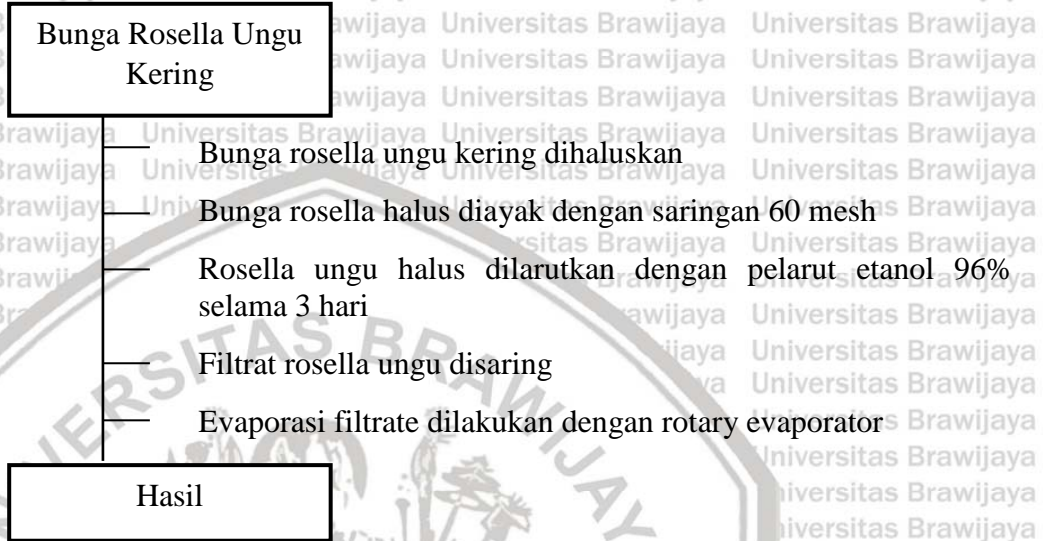 Bunga Rosella Ungu
Kering
Bunga rosella ungu kering dihaluskan
Bunga rosella halus diayak dengan saringan 60 mesh
Rosella ungu halus dilarutkan dengan pelarut etanol 96%
selama 3 hari
Filtrat rosella ungu disaring
Evaporasi filtrate dilakukan dengan rotary evaporator
Hasil